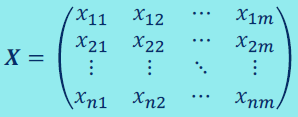 X = ( x₁₁ x₁₂ ⋯ x₁ₘ
x₂₁ x₂₂ ⋯ x₂ₘ
⋮ ⋮ ⋱ ⋮
xₙ₁ xₙ₂ ⋯ xₙₘ )